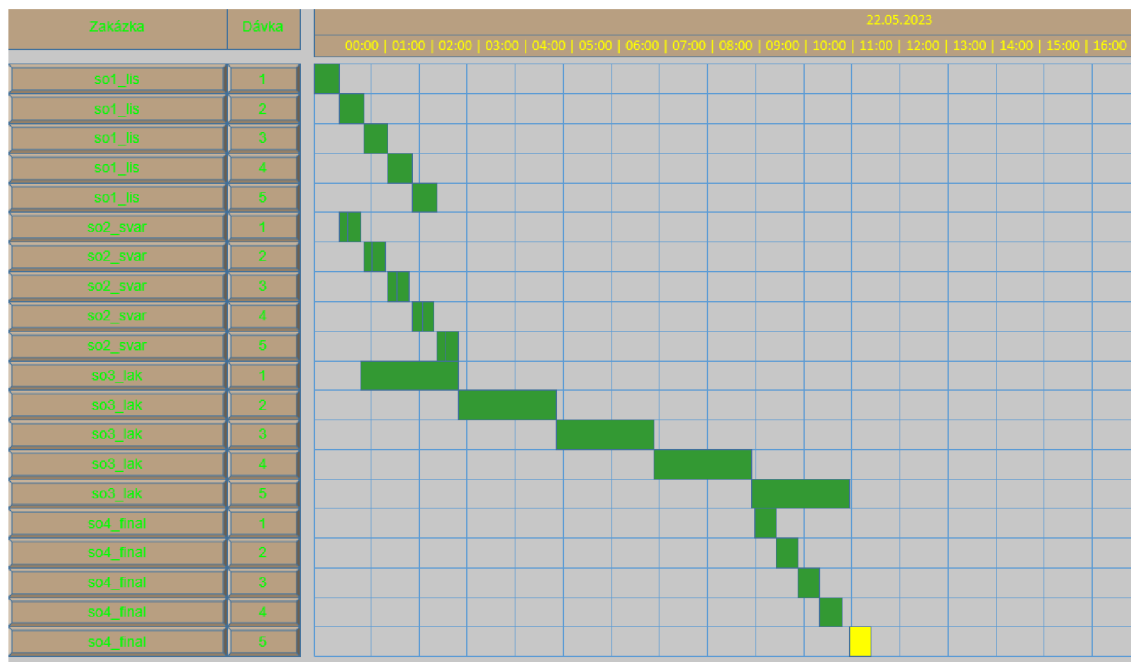 Zakázka Dávka 22.05.2023
00:00 | 01:00 | 02:00 | 03:00 | 04:00 | 05:00 | 06:00 | 07:00 | 08:00 | 09:00 | 10:00 | 11:00 | 12:00 | 13:00 | 14:00 | 15:00 | 16:00
so1_lis 1
so1_lis 2
so1_lis 3
so1_lis 4
so1_lis 5
so2_svar 1
so2_svar 2
so2_svar 3
so2_svar 4
so2_svar 5
so3_lak 1
so3_lak 2
so3_lak 3
so3_lak 4
so3_lak 5
so4_final 1
so4_final 2
so4_final 3
so4_final 4
so4_final 5